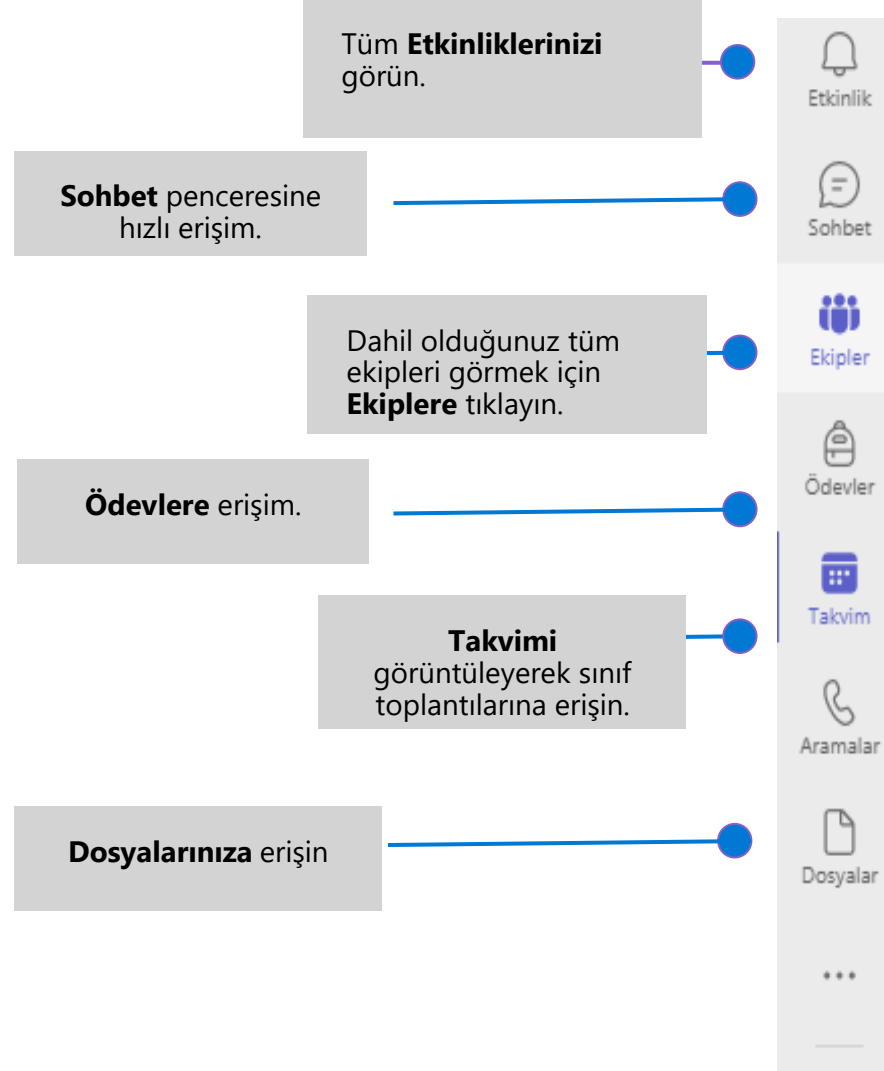 Tüm Etkinliklerinizi
görün.
Etkinlik
Sohbet penceresine
hızlı erişim.
Sohbet
Dahil olduğunuz tüm
ekipleri görmek için
Ekiplere tıklayın.
Ekipler
Ödevlere erişim.
Ödevler
Takvimi
görüntüleyerek sınıf
toplantılarına erişin.
Takvim
Aramalar
Dosyalarınıza erişin
Dosyalar